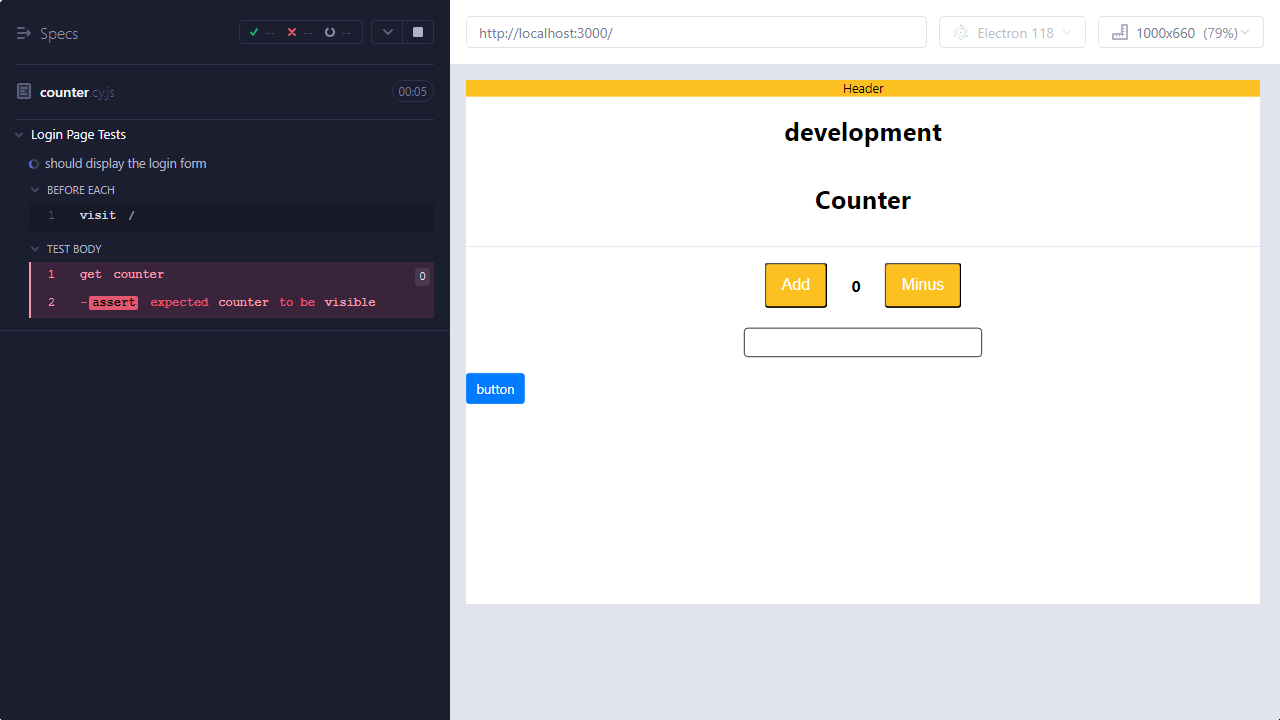 Specs
-- -- --
counter.cy.js 00:05
Login Page Tests
should display the login form
BEFORE EACH
1 visit /
TEST BODY
1 get counter 0
2 -assert expected counter to be visible
http://localhost:3000/
Electron 118
1000x660 (79%)
Header
development
Counter
Add 0 Minus
button